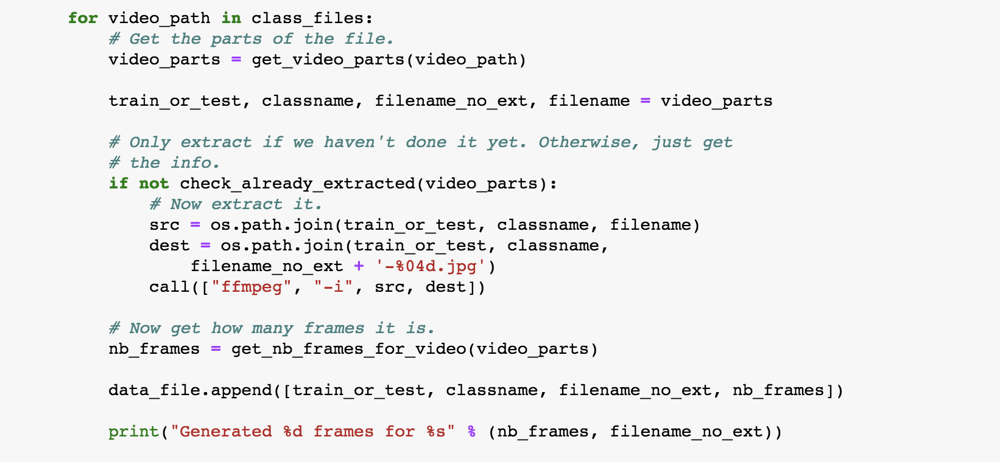 for video_path in class_files:
    # Get the parts of the file.
    video_parts = get_video_parts(video_path)

    train_or_test, classname, filename_no_ext, filename = video_parts

    # Only extract if we haven't done it yet. Otherwise, just get
    # the info.
    if not check_already_extracted(video_parts):
        # Now extract it.
        src = os.path.join(train_or_test, classname, filename)
        dest = os.path.join(train_or_test, classname,
            filename_no_ext + '-%04d.jpg')
        call(["ffmpeg", "-i", src, dest])

    # Now get how many frames it is.
    nb_frames = get_nb_frames_for_video(video_parts)

    data_file.append([train_or_test, classname, filename_no_ext, nb_frames])

    print("Generated %d frames for %s" % (nb_frames, filename_no_ext))